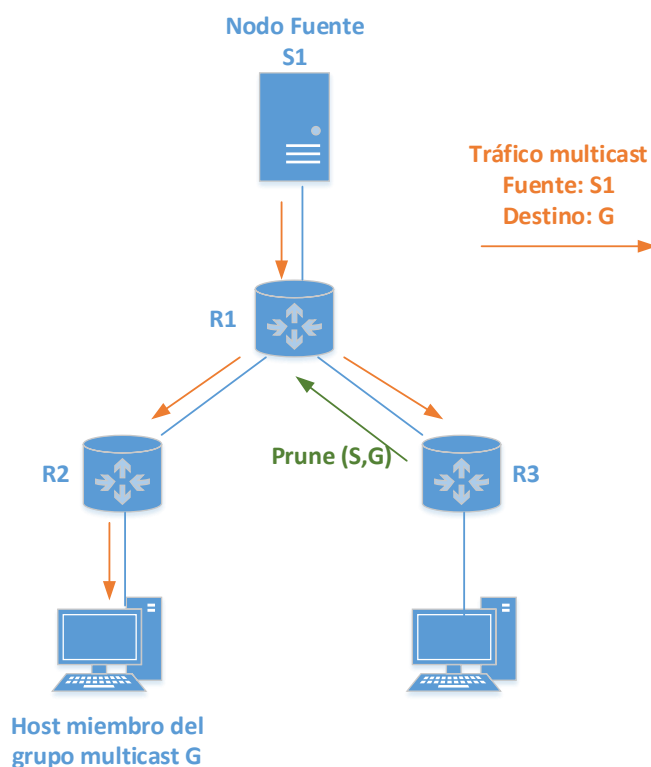 Nodo Fuente
S1
Tráfico multicast
Fuente: S1
Destino: G
R1
Prune (S,G)
R2
R3
Host miembro del
grupo multicast G